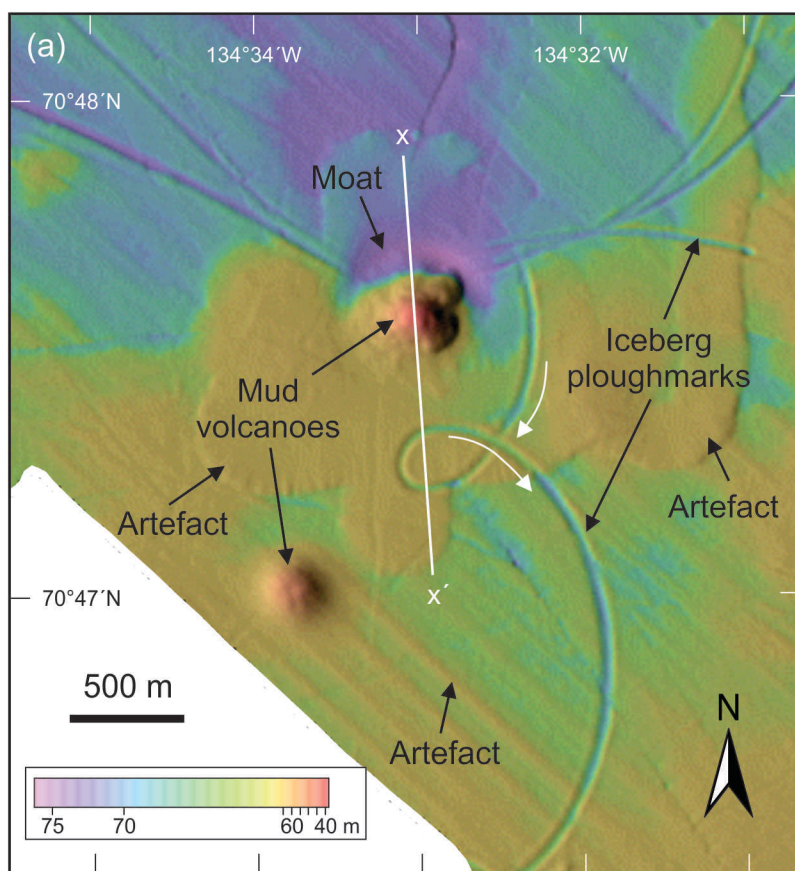 (a)
134°34´W
134°32´W
70°48´N
x
Moat
Iceberg
ploughmarks
Mud
volcanoes
Artefact
Artefact
x´
70°47´N
500 m
Artefact
N
75
70
60
40 m